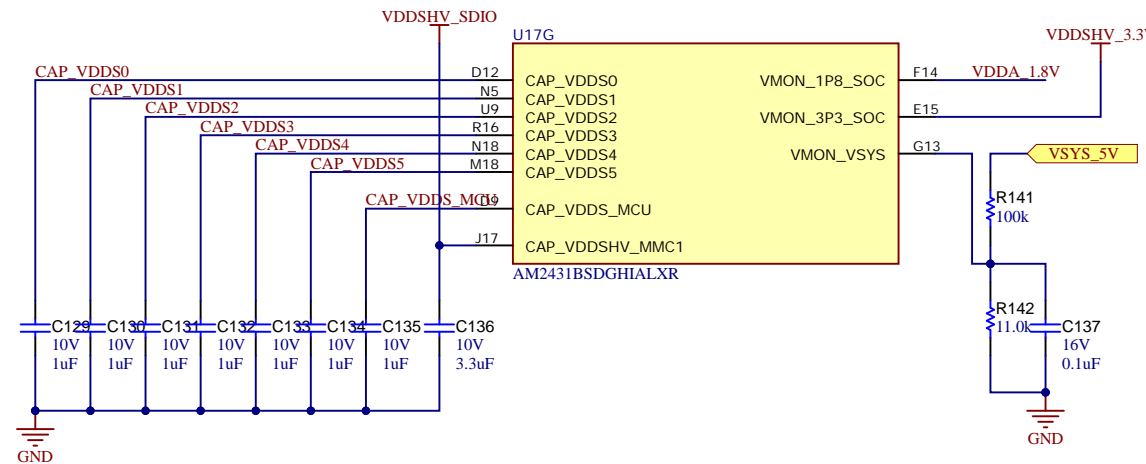 VDDSHV_SDIO
U17G
VDDSHV_3.3
CAP_VDDS0
D12
CAP_VDDS0
VMON_1P8_SOC
F14
VDDA_1.8V
CAP_VDDS1
N5
CAP_VDDS1
CAP_VDDS2
U9
CAP_VDDS2
VMON_3P3_SOC
E15
CAP_VDDS3
R16
CAP_VDDS3
CAP_VDDS4
N18
CAP_VDDS4
VMON_VSYS
G13
VSYS_5V
CAP_VDDS5
M18
CAP_VDDS5
CAP_VDDS_MCU
D9
CAP_VDDS_MCU
R141
100k
J17
CAP_VDDSHV_MMC1
AM2431BSDGHIALXR
R142
11.0k
C129
10V
1uF
C130
10V
1uF
C131
10V
1uF
C132
10V
1uF
C133
10V
1uF
C134
10V
1uF
C135
10V
1uF
C136
10V
3.3uF
C137
16V
0.1uF
GND
GND